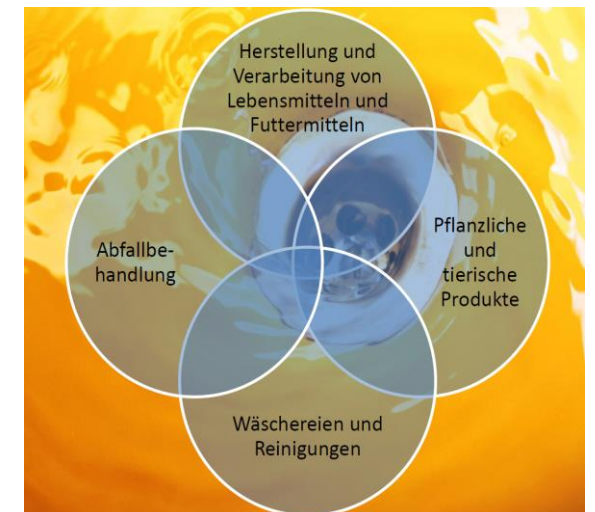 Herstellung und
Verarbeitung von
Lebensmitteln und
Futtermitteln
Abfallbe-
handlung
Pflanzliche
und
tierische
Produkte
Wäschereien und
Reinigungen